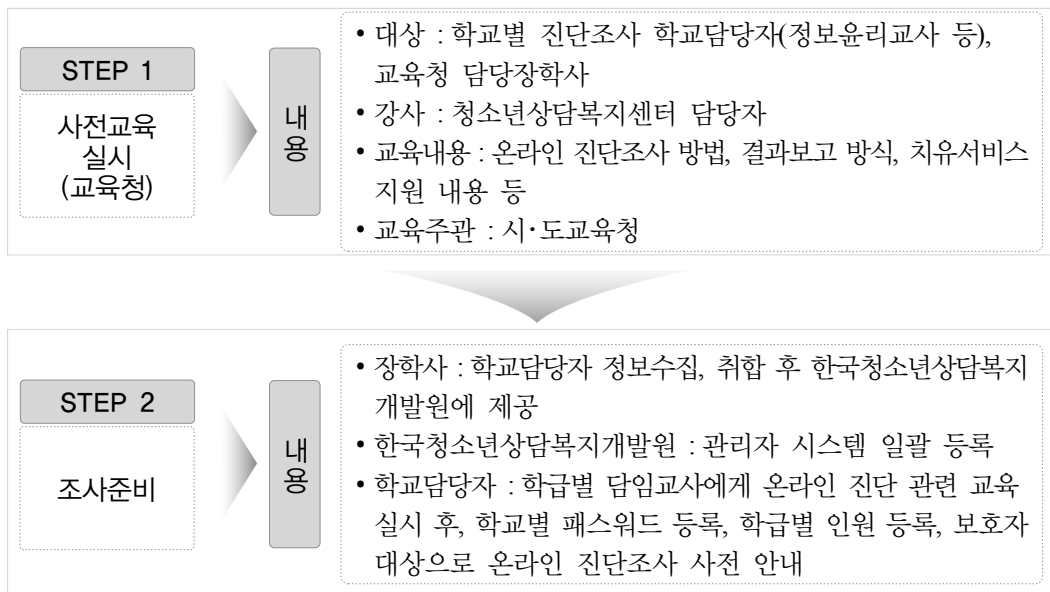 STEP 1
사전교육
실시
(교육청)
내
용
• 대상 : 학교별 진단조사 학교담당자(정보윤리교사 등),
교육청 담당장학사
• 강사 : 청소년상담복지센터 담당자
• 교육내용 : 온라인 진단조사 방법, 결과보고 방식, 치유서비스
지원 내용 등
• 교육주관 : 시·도교육청
STEP 2
조사준비
내
용
• 장학사 : 학교담당자 정보수집, 취합 후 한국청소년상담복지
개발원에 제공
• 한국청소년상담복지개발원 : 관리자 시스템 일괄 등록
• 학교담당자 : 학급별 담임교사에게 온라인 진단 관련 교육
실시 후, 학교별 패스워드 등록, 학급별 인원 등록, 보호자
대상으로 온라인 진단조사 사전 안내